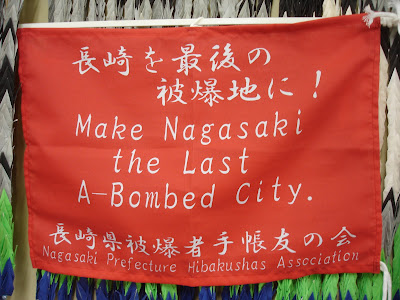 長崎を最後の
被爆地に！
Make Nagasaki
the Last
A-Bombed City.
長崎県被爆者手帳友の会
Nagasaki Prefecture Hibakushas Association